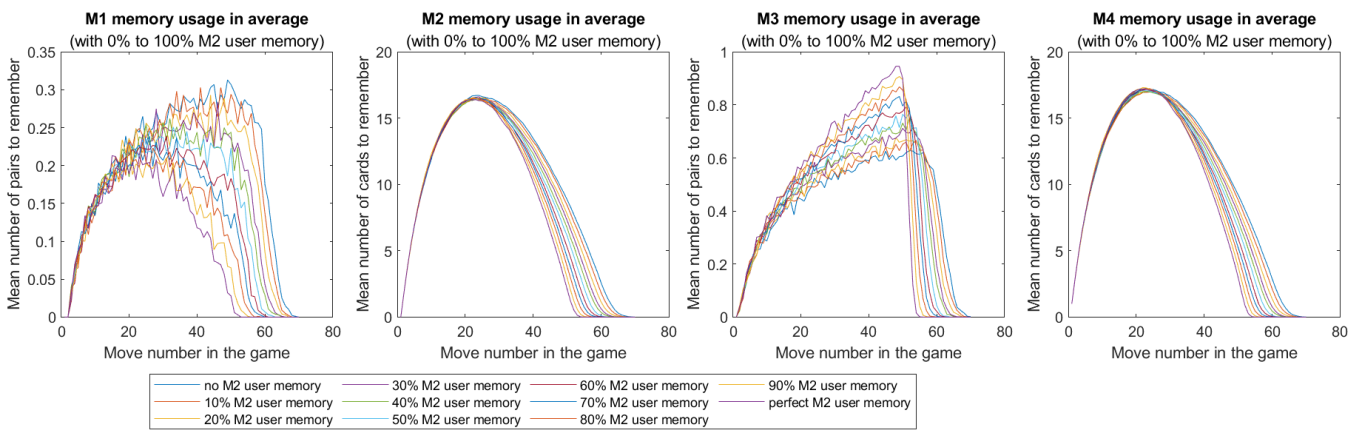 M1 memory usage in average
(with 0% to 100% M2 user memory)
Mean number of pairs to remember
0.35
0.3
0.25
0.2
0.15
0.1
0.05
0
0 20 40 60 80
Move number in the game
M2 memory usage in average
(with 0% to 100% M2 user memory)
Mean number of cards to remember
20
15
10
5
0
0 20 40 60 80
Move number in the game
M3 memory usage in average
(with 0% to 100% M2 user memory)
Mean number of pairs to remember
1
0.8
0.6
0.4
0.2
0
0 20 40 60 80
Move number in the game
M4 memory usage in average
(with 0% to 100% M2 user memory)
Mean number of cards to remember
20
15
10
5
0
0 20 40 60 80
Move number in the game
no M2 user memory
10% M2 user memory
20% M2 user memory
30% M2 user memory
40% M2 user memory
50% M2 user memory
60% M2 user memory
70% M2 user memory
80% M2 user memory
90% M2 user memory
perfect M2 user memory